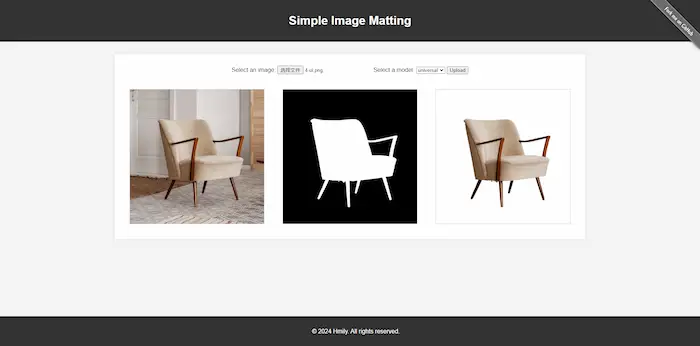 Simple Image Matting
Fork me on GitHub
Select an image: 选择文件 4-ut.png
Select a model: universal Upload
© 2024 Hmily. All rights reserved.